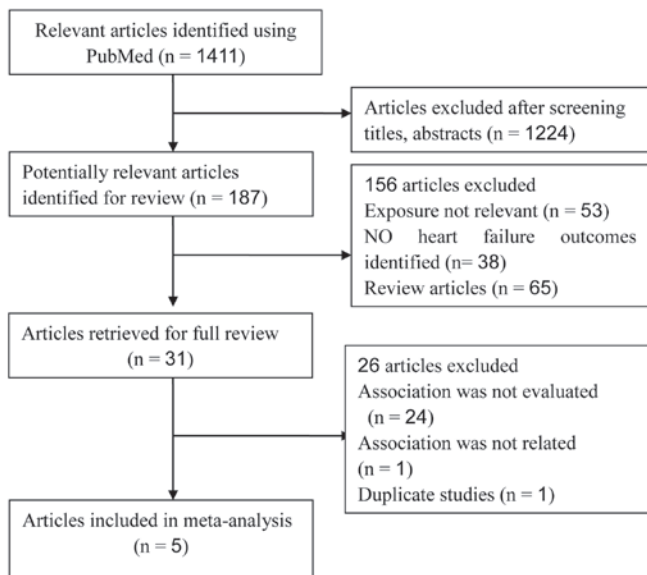 Relevant articles identified using
PubMed (n = 1411)
Articles excluded after screening
titles, abstracts (n = 1224)
Potentially relevant articles
identified for review (n = 187)
156 articles excluded
Exposure not relevant (n = 53)
NO heart failure outcomes
identified (n= 38)
Review articles (n = 65)
Articles retrieved for full review
(n = 31)
26 articles excluded
Association was not evaluated
(n = 24)
Association was not related
(n = 1)
Duplicate studies (n = 1)
Articles included in meta-analysis
(n = 5)